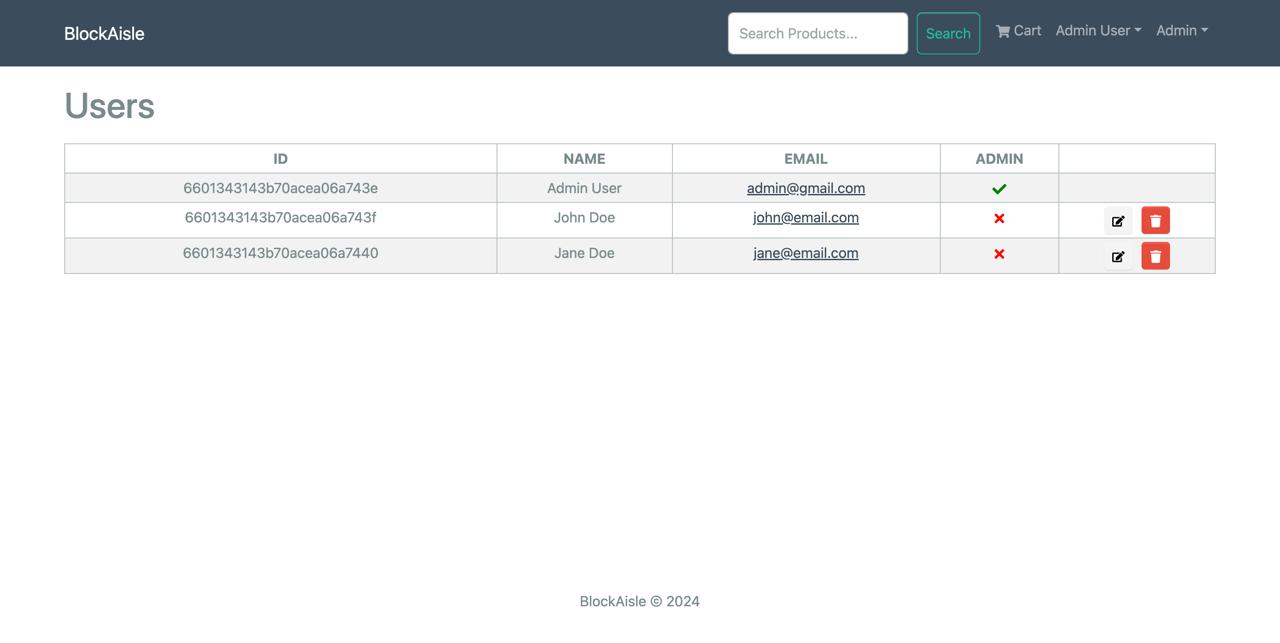 BlockAisle
Search Products...
Search
Cart
Admin User
Admin
Users
ID NAME EMAIL ADMIN
6601343143b70acea06a743e Admin User admin@gmail.com
6601343143b70acea06a743f John Doe john@email.com
6601343143b70acea06a7440 Jane Doe jane@email.com
BlockAisle © 2024